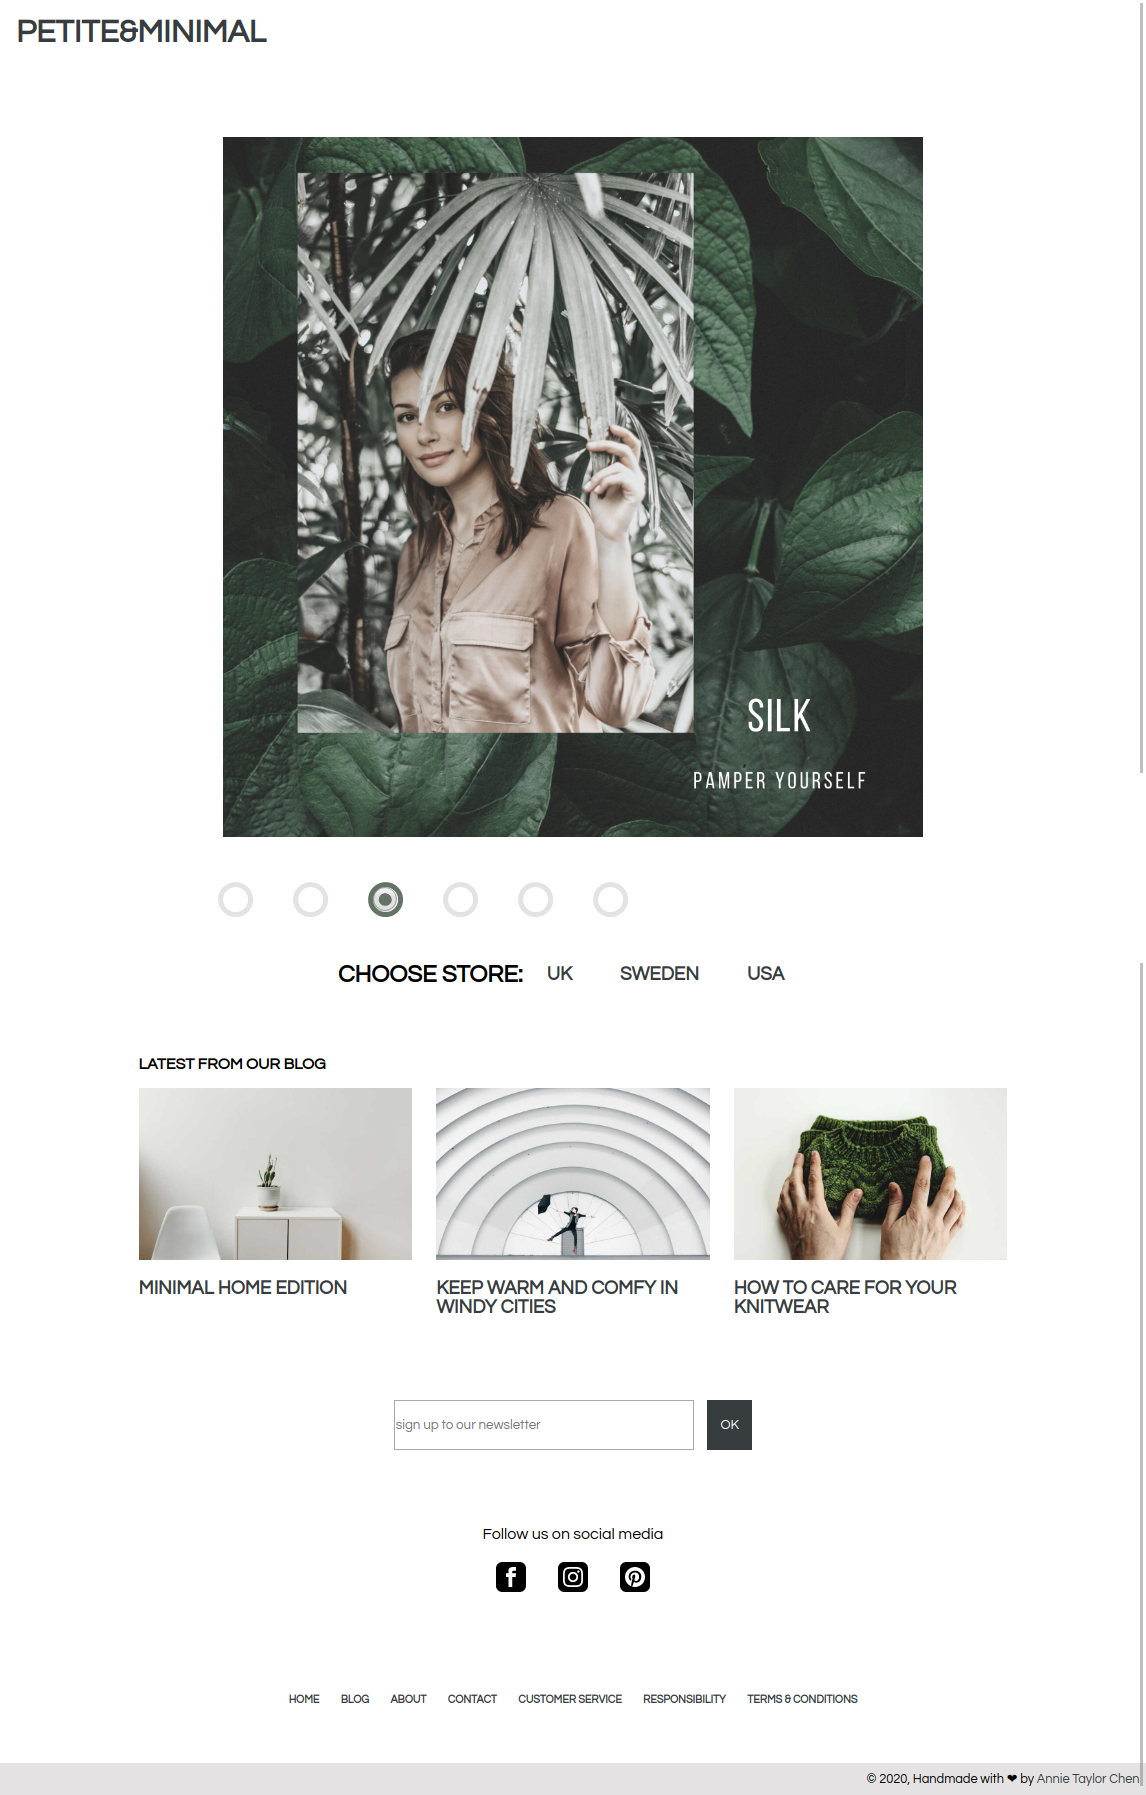 PETITE&MINIMAL
SILK
PAMPER YOURSELF
CHOOSE STORE: UK SWEDEN USA
LATEST FROM OUR BLOG
MINIMAL HOME EDITION
KEEP WARM AND COMFY IN
WINDY CITIES
HOW TO CARE FOR YOUR
KNITWEAR
sign up to our newsletter OK
Follow us on social media
HOME BLOG ABOUT CONTACT CUSTOMER SERVICE RESPONSIBILITY TERMS & CONDITIONS
© 2020, Handmade with ❤ by Annie Taylor Chen